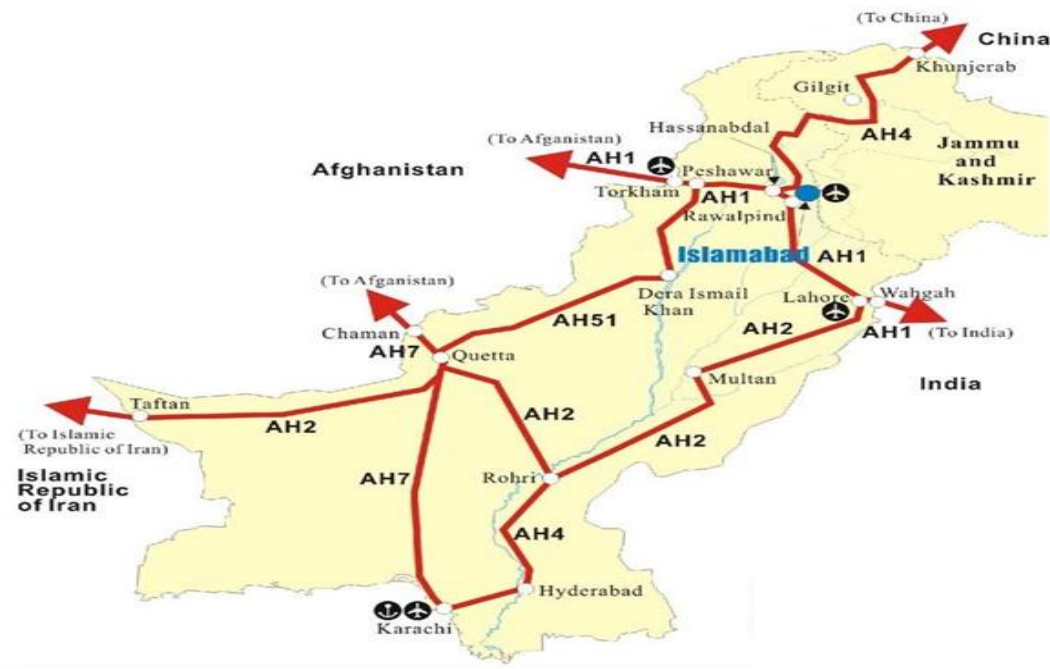 (To China)
China
Khunjerab
Gilgit
Hassanabdal
AH4
(To Afganistan)
AH1
Afghanistan
Jammu
and
Kashmir
Peshawar
Torkham
AH1
Rawalpind
Islamabad
AH1
(To Afganistan)
Dera Ismail
Khan
Lahore
Wahgah
AH1
(To India)
Chaman
AH51
AH2
AH7
Quetta
Multan
India
Taftan
AH2
AH2
AH2
(To Islamic
Republic of Iran)
Islamic
Republic
of Iran
AH7
Rohri
AH4
Hyderabad
Karachi